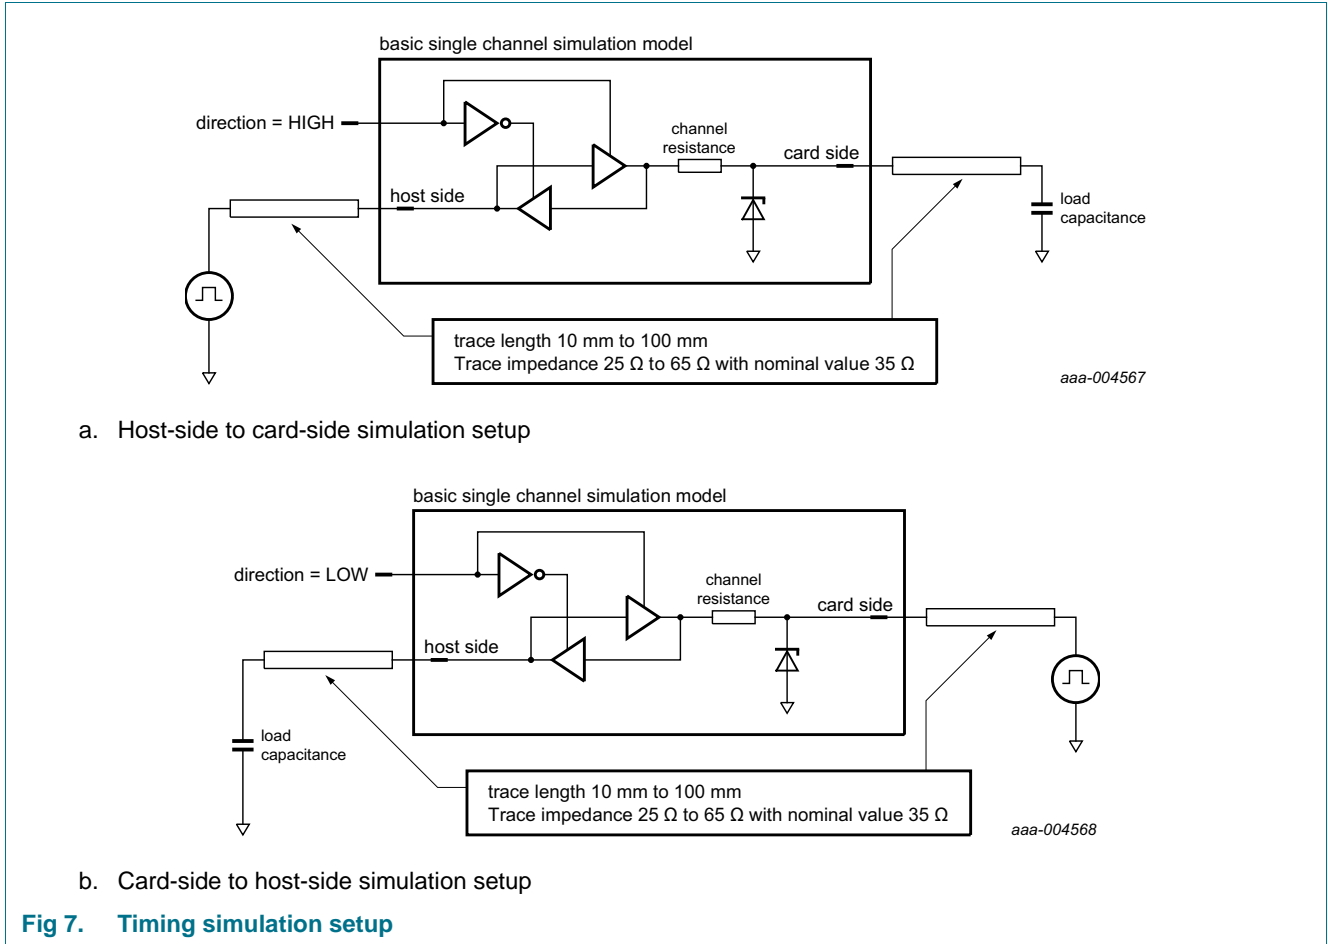 basic single channel simulation model
direction = HIGH
channel
resistance
card side
host side
load
capacitance
trace length 10 mm to 100 mm
Trace impedance 25 Ω to 65 Ω with nominal value 35 Ω
aaa-004567
a. Host-side to card-side simulation setup
basic single channel simulation model
direction = LOW
channel
resistance
card side
host side
load
capacitance
trace length 10 mm to 100 mm
Trace impedance 25 Ω to 65 Ω with nominal value 35 Ω
aaa-004568
b. Card-side to host-side simulation setup
Fig 7. Timing simulation setup